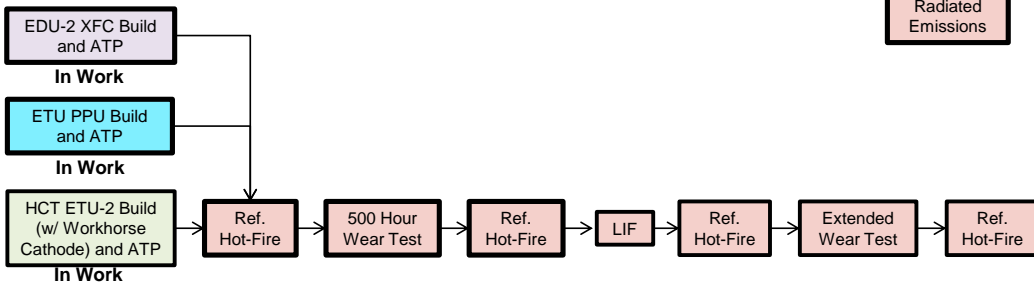 Radiated
Emissions
EDU-2 XFC Build
and ATP
In Work
ETU PPU Build
and ATP
In Work
HCT ETU-2 Build
(w/ Workhorse
Cathode) and ATP
In Work
Ref.
Hot-Fire
500 Hour
Wear Test
Ref.
Hot-Fire
LIF
Ref.
Hot-Fire
Extended
Wear Test
Ref.
Hot-Fire